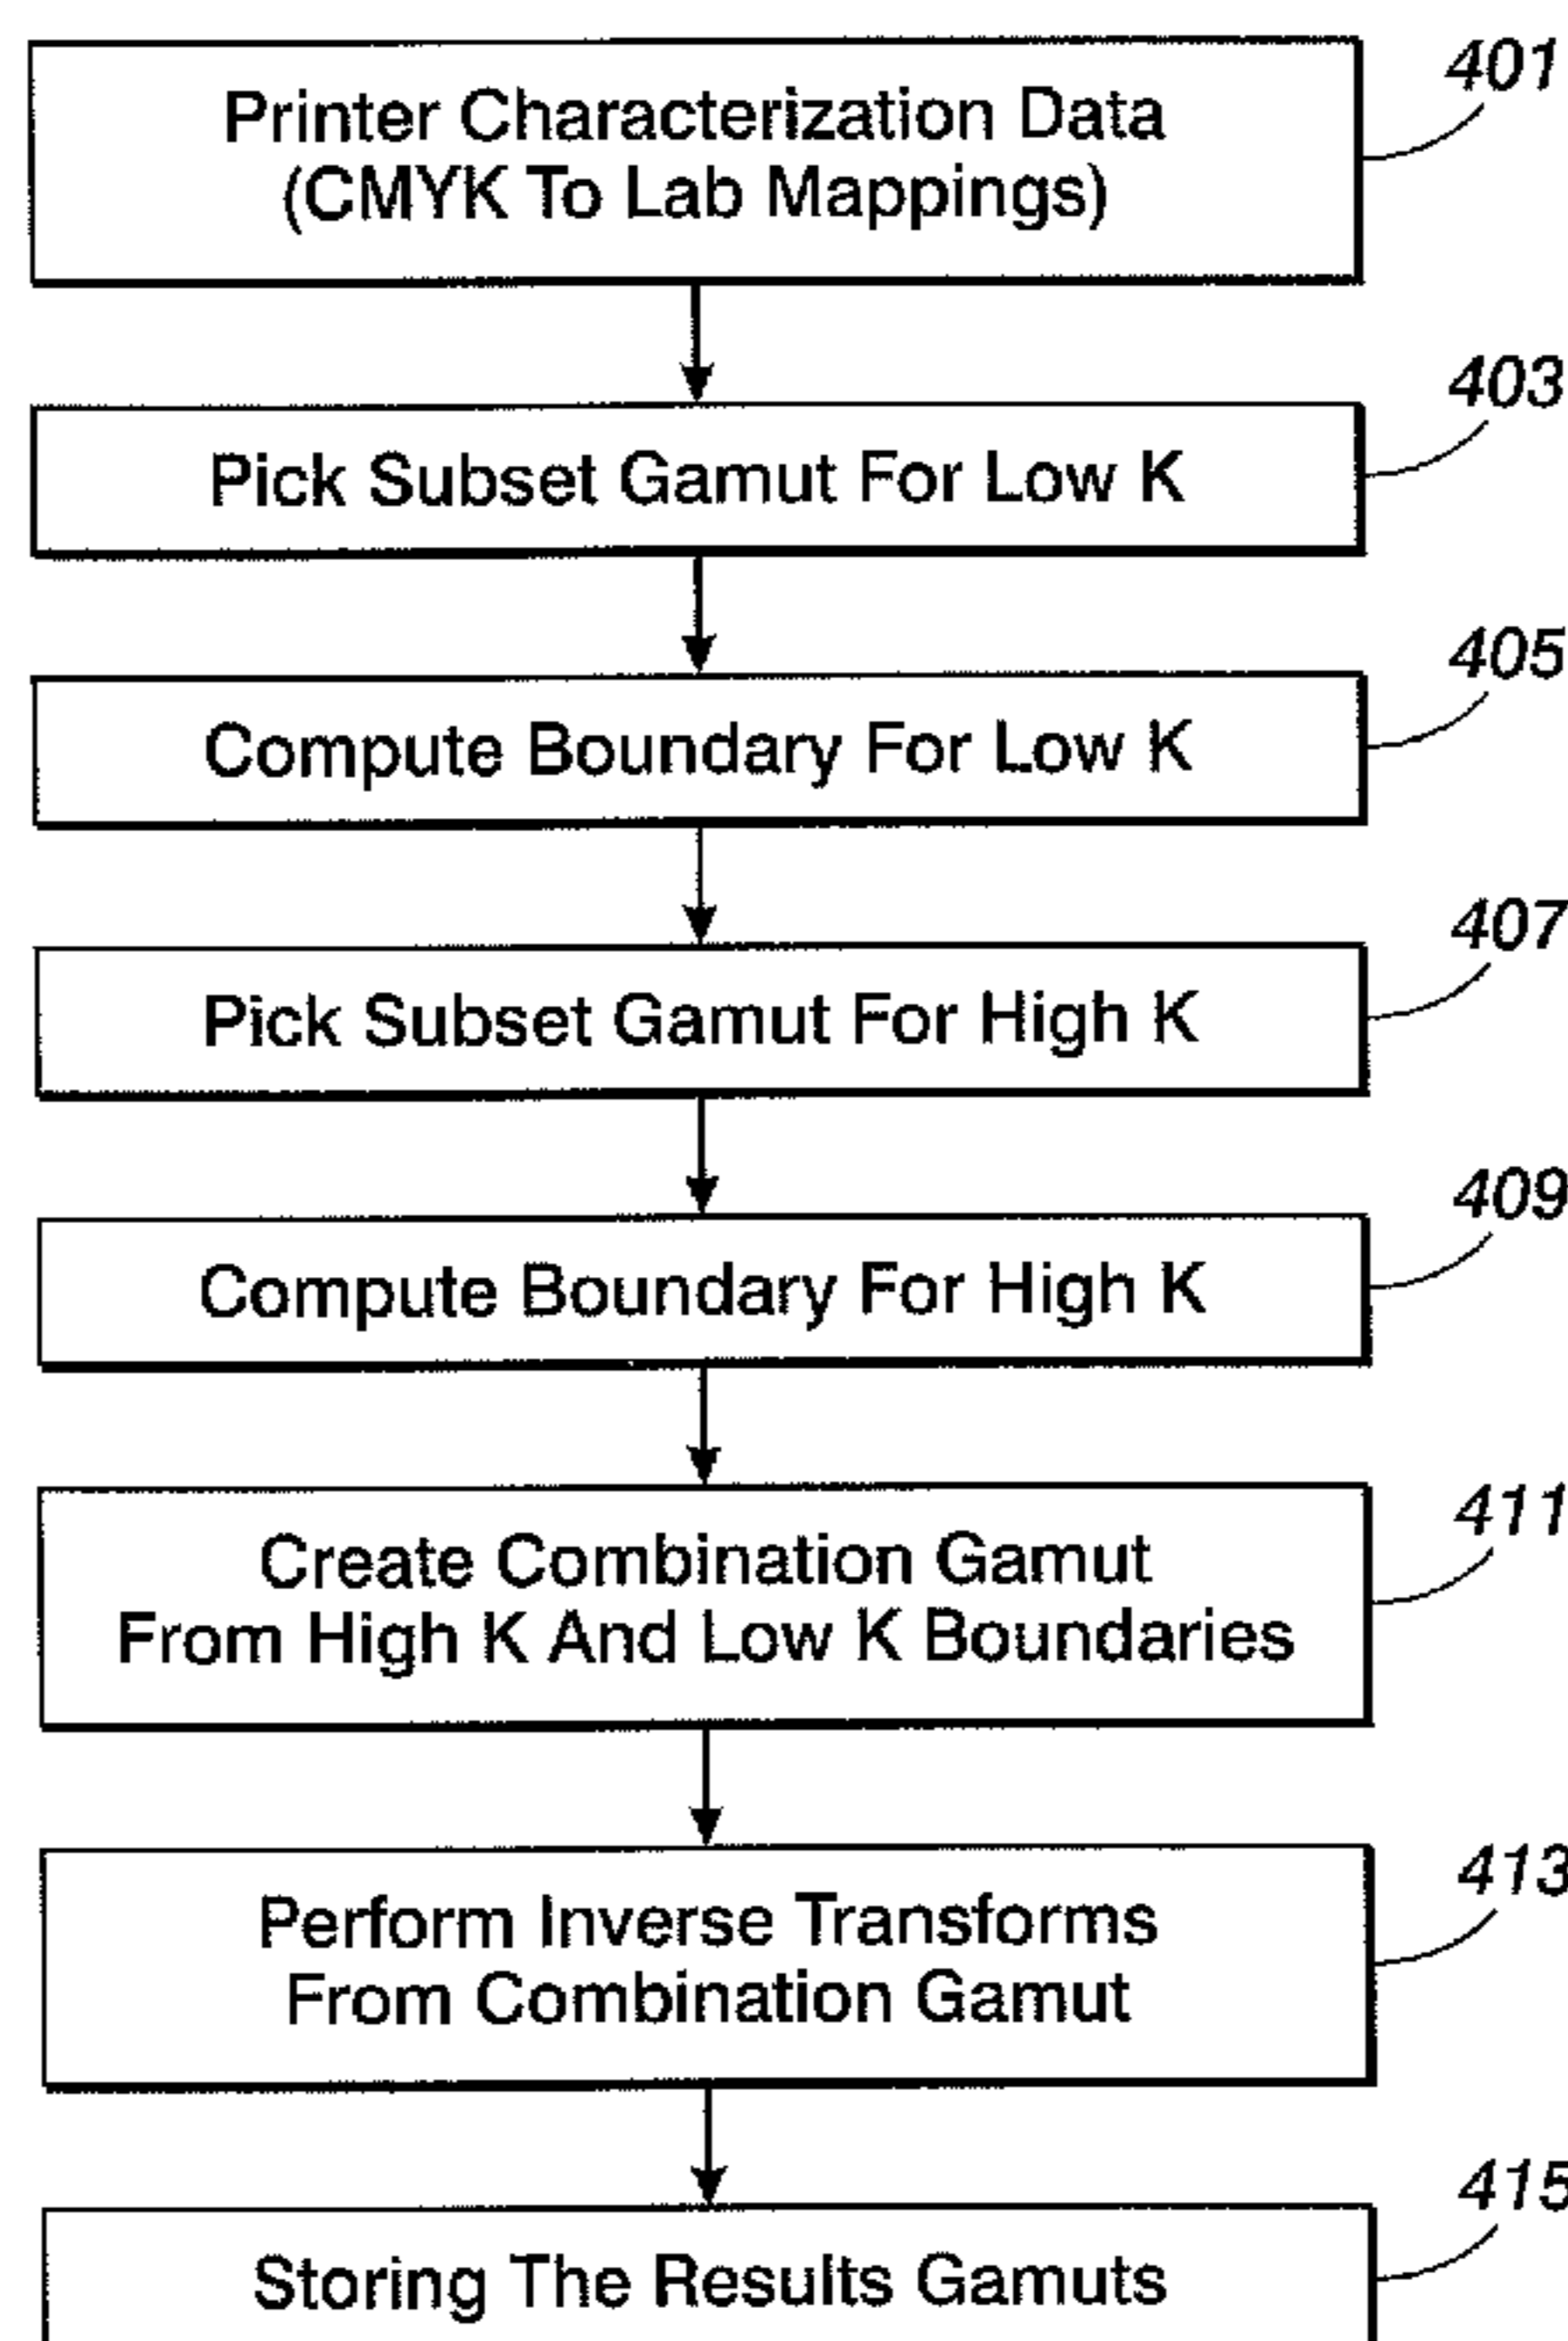 401
Printer Characterization Data
(CMYK To Lab Mappings)
403
Pick Subset Gamut For Low K
405
Compute Boundary For Low K
407
Pick Subset Gamut For High K
409
Compute Boundary For High K
411
Create Combination Gamut
From High K And Low K Boundaries
413
Perform Inverse Transforms
From Combination Gamut
415
Storing The Results Gamuts